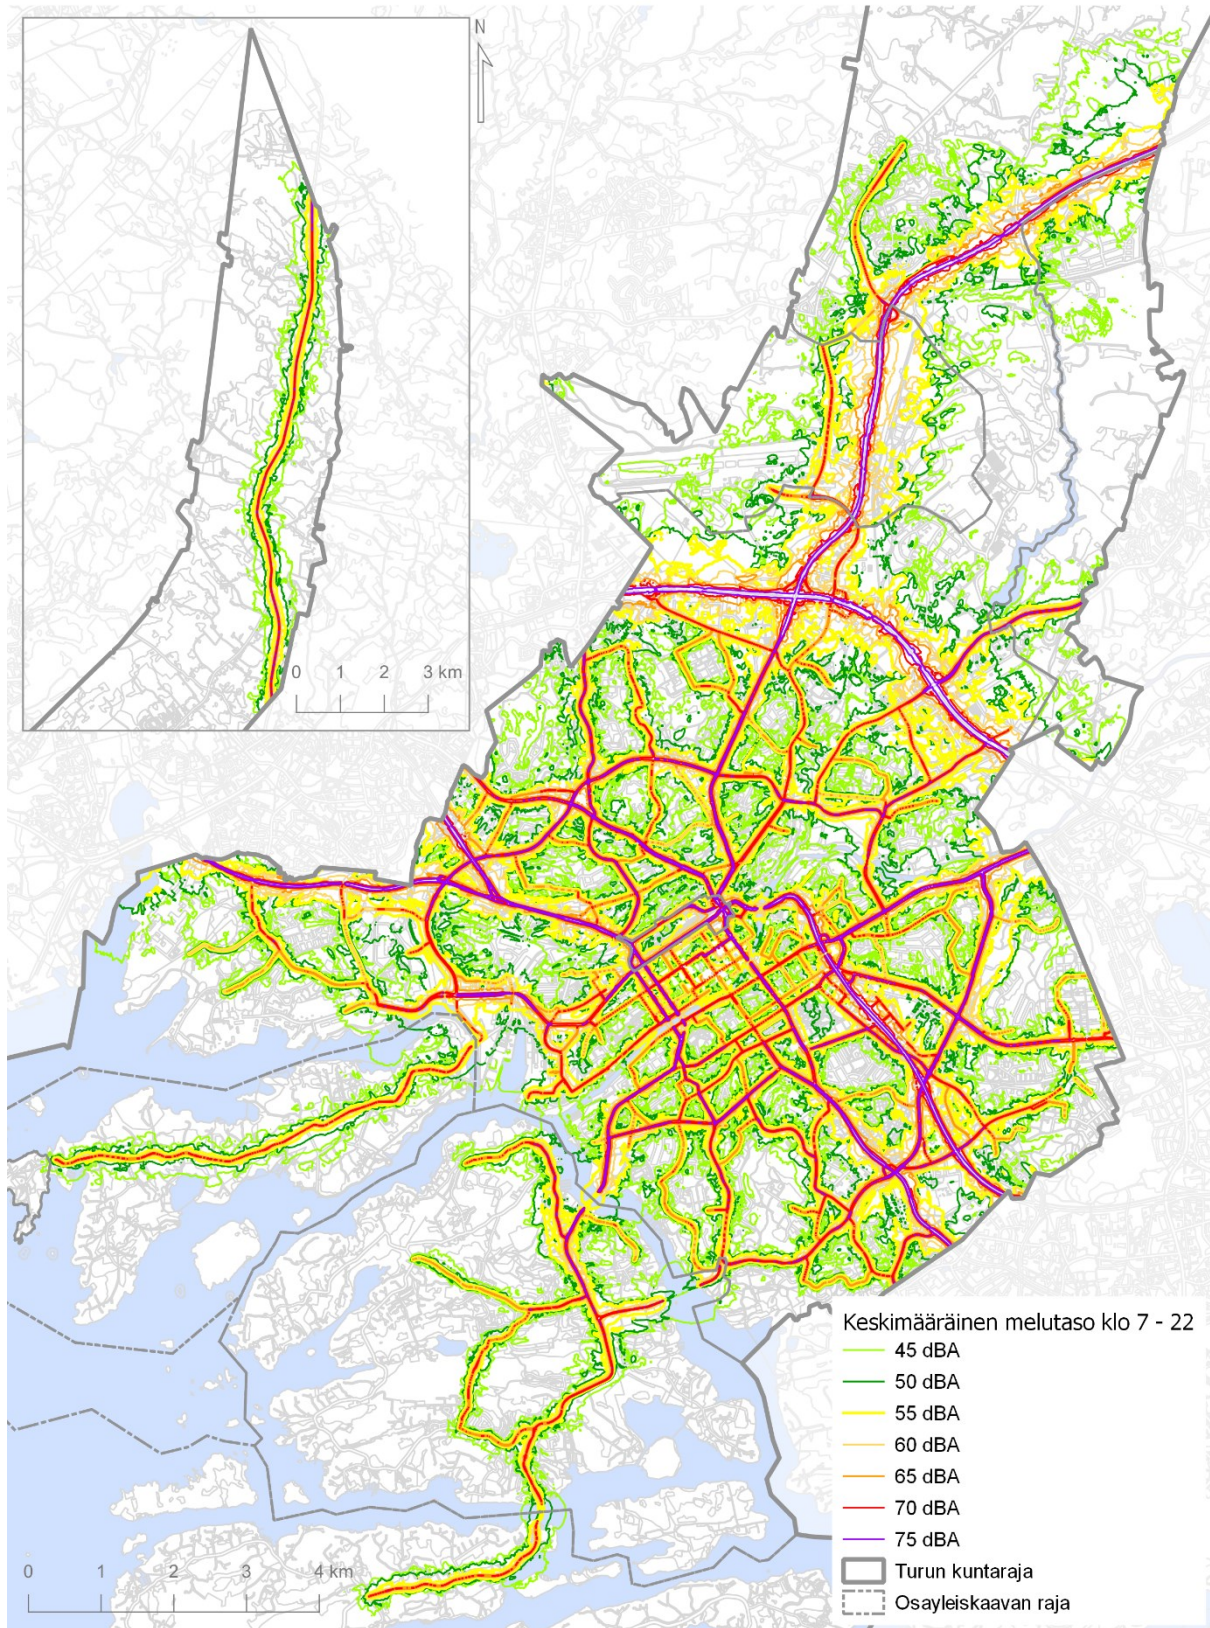 N
0 1 2 3 km
Keskimääräinen melutaso klo 7 - 22
45 dBA
50 dBA
55 dBA
60 dBA
65 dBA
70 dBA
75 dBA
Turun kuntaraja
Osayleiskaavan raja
0 1 2 3 4 km